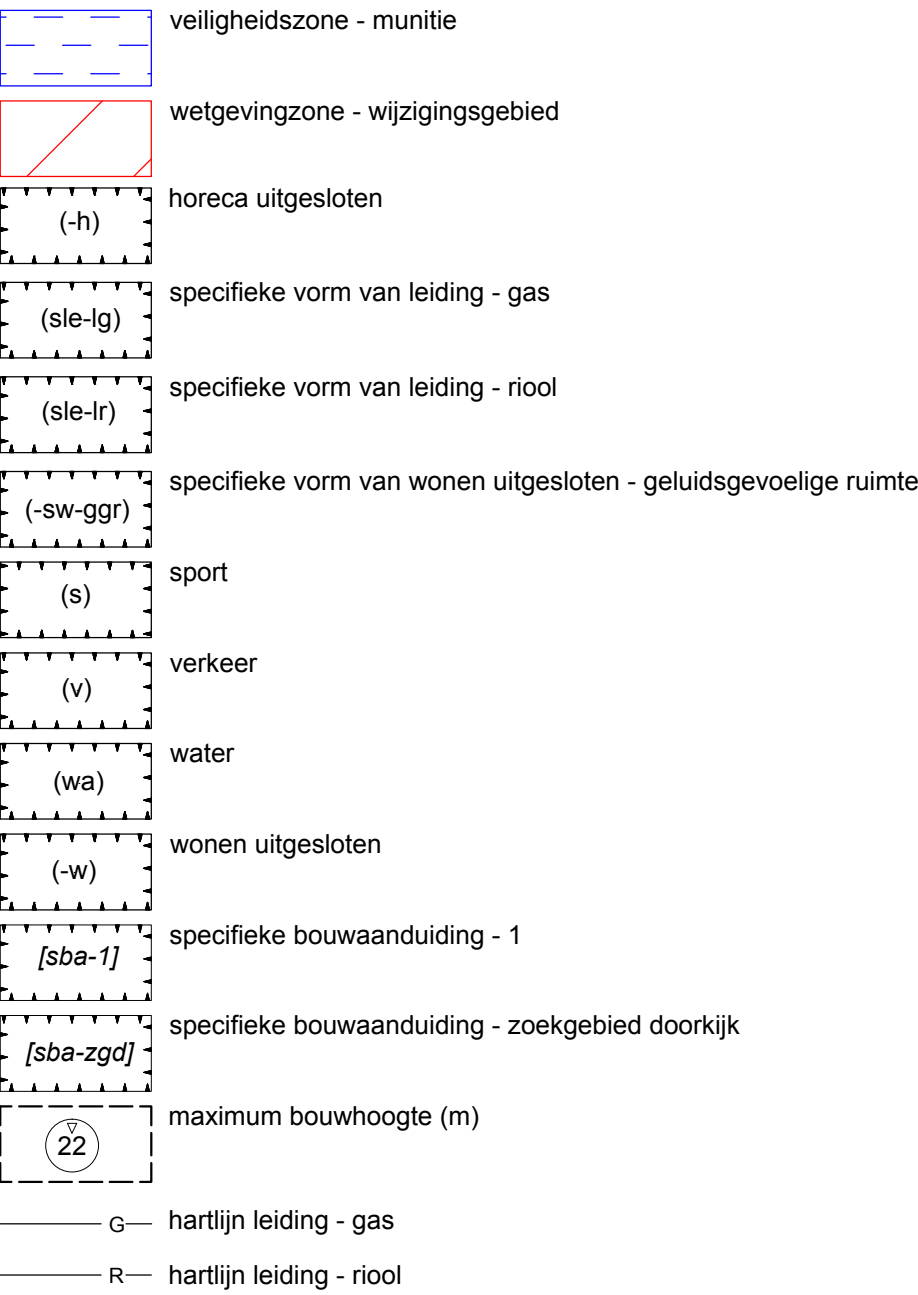 veiligheidszone - munitie
wetgevingzone - wijzigingsgebied
(-h) horeca uitgesloten
(sle-lg) specifieke vorm van leiding - gas
(sle-lr) specifieke vorm van leiding - riool
(-sw-ggr) specifieke vorm van wonen uitgesloten - geluidsgevoelige ruimte
(s) sport
(v) verkeer
(wa) water
(-w) wonen uitgesloten
[sba-1] specifieke bouwaanduiding - 1
[sba-zgd] specifieke bouwaanduiding - zoekgebied doorkijk
22 maximum bouwhoogte (m)
G hartlijn leiding - gas
R hartlijn leiding - riool